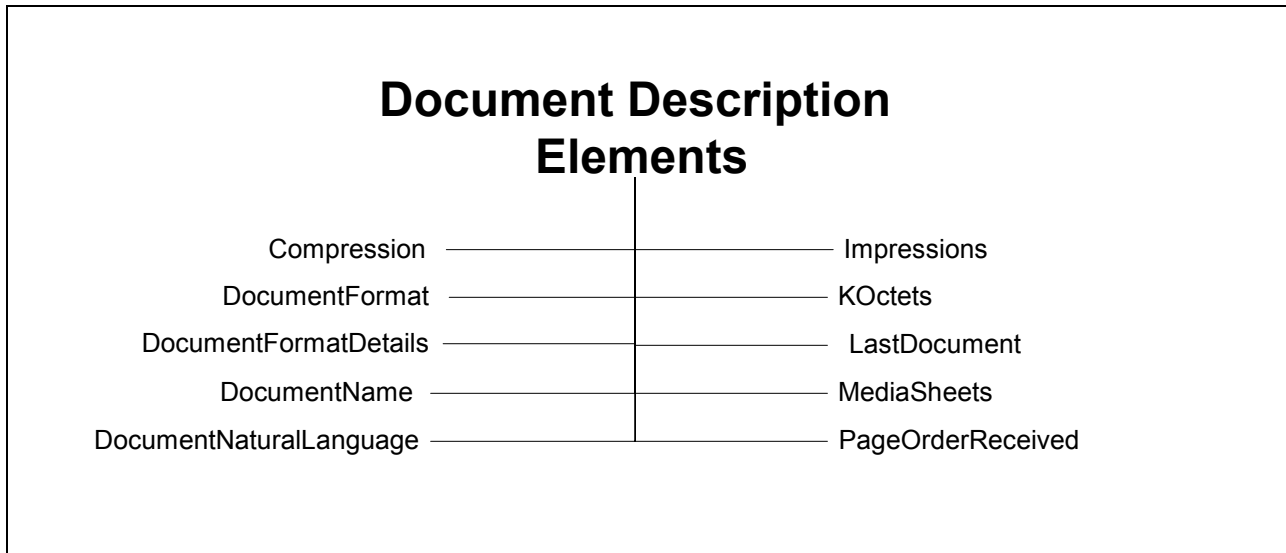 Document Description
Elements
Compression
Impressions
DocumentFormat
KOctets
DocumentFormatDetails
LastDocument
DocumentName
MediaSheets
DocumentNaturalLanguage
PageOrderReceived